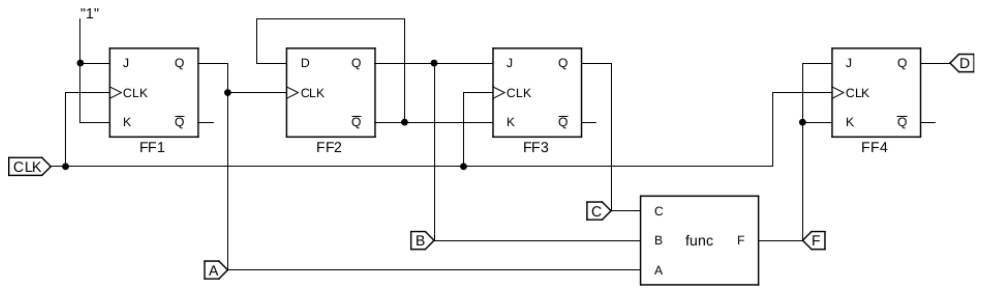 "1"
J Q
CLK
K Q̅
FF1
D Q
CLK
Q̅
FF2
J Q
CLK
K Q̅
FF3
J Q
CLK
K Q̅
FF4
D
CLK
C
B
A
C
B func F
A
F